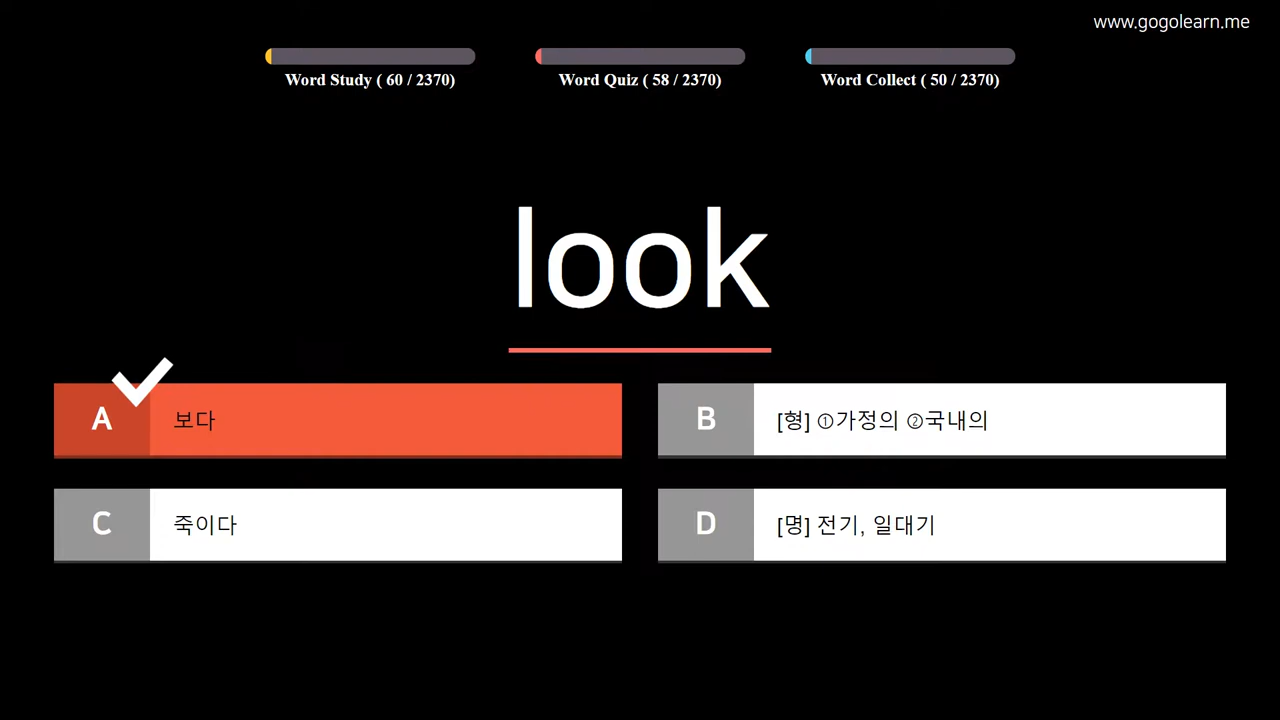 www.gogolearn.me
Word Study ( 60 / 2370)
Word Quiz ( 58 / 2370)
Word Collect ( 50 / 2370)
look
A 보다
B [형] ①가정의 ②국내의
C 죽이다
D [명] 전기, 일대기